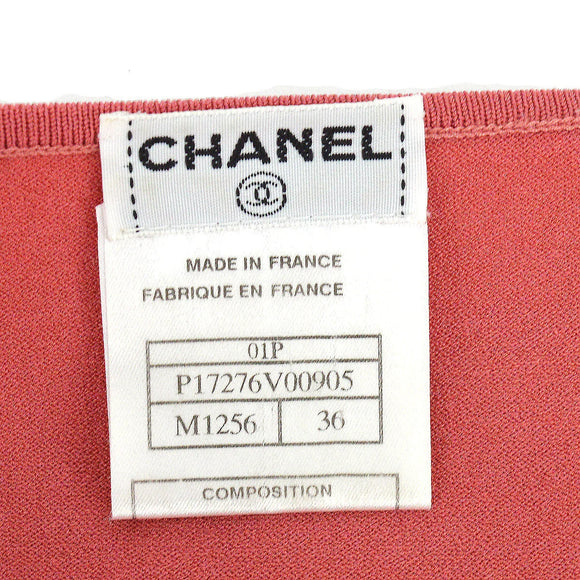 CHANEL
MADE IN FRANCE
FABRIQUE EN FRANCE
01P
P17276V00905
M1256 36
COMPOSITION